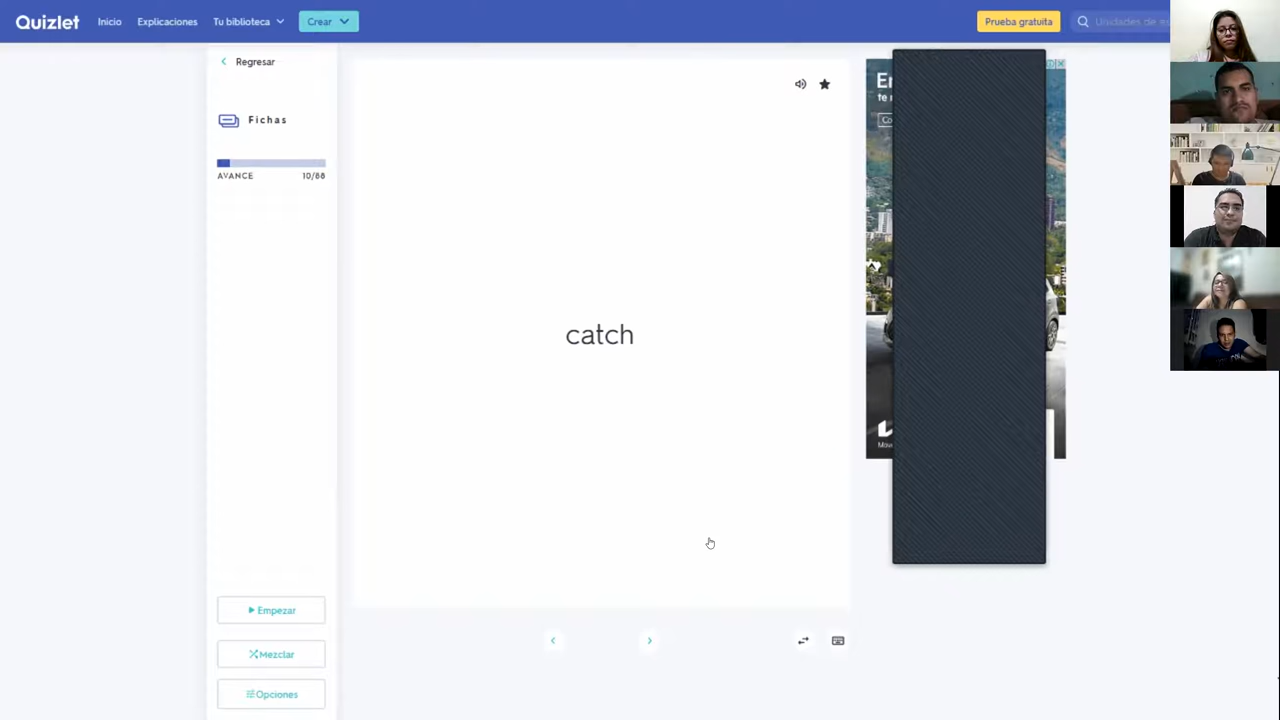 Quizlet
Inicio
Explicaciones
Tu biblioteca
Crear
Prueba gratuita
Regresar
Fichas
AVANCE
10/88
catch
Empezar
Mezclar
Opciones